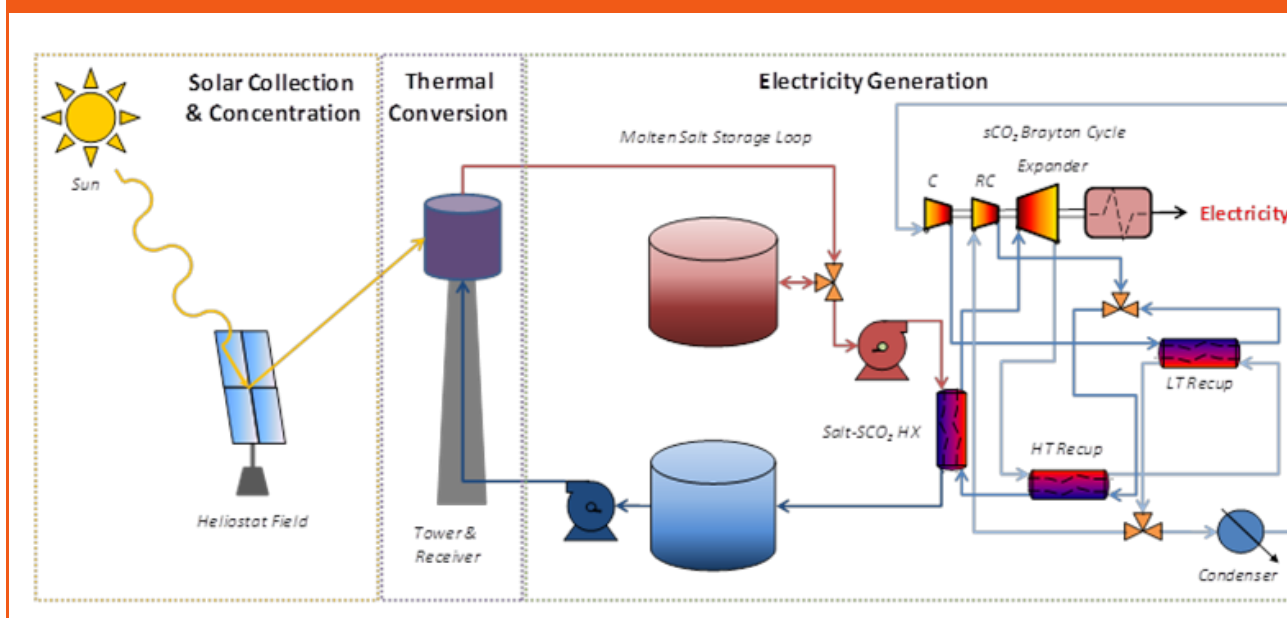 Solar Collection
& Concentration
Thermal
Conversion
Electricity Generation
Sun
Molten Salt Storage Loop
sCO₂ Brayton Cycle
Expander
C
RC
Electricity
LT Recup
Salt-SCO₂ HX
HT Recup
Heliostat Field
Tower &
Receiver
Condenser